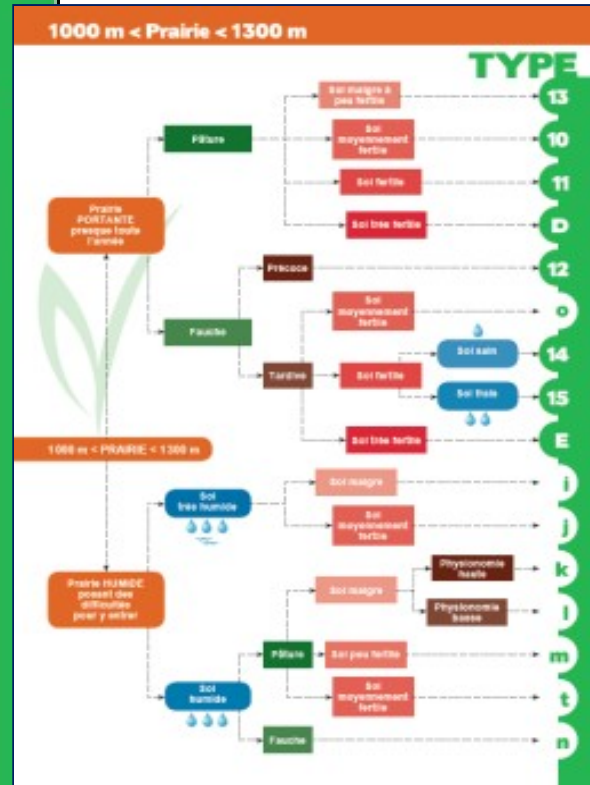 1000 m < Prairie < 1300 m
TYPE
Sol maigre à
peu fertile
13
Pâture
Sol
moyennement
fertile
10
Sol fertile
11
Prairie
PORTANTE
presque toute
l'année
Sol très fertile
D
Précoce
12
Sol
moyennement
fertile
o
Fauche
Sol sain
14
Tardive
Sol fertile
Sol frais
15
Sol très fertile
E
1000 m < PRAIRIE < 1300 m
Sol
très humide
Sol maigre
i
Sol
moyennement
fertile
j
Prairie HUMIDE
posant des
difficultés
pour y entrer
Sol maigre
Physionomie
haute
k
Physionomie
basse
l
Sol
humide
Pâture
Sol peu fertile
m
Sol
moyennement
fertile
t
Fauche
n